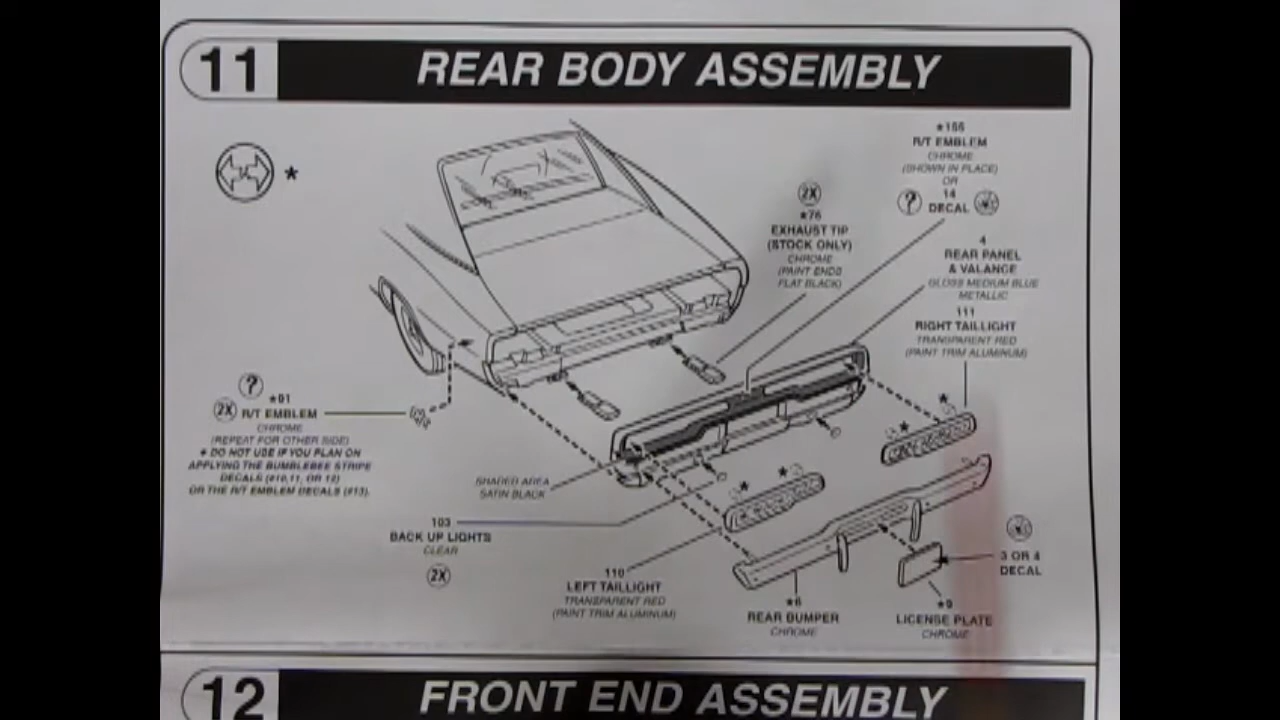 11 REAR BODY ASSEMBLY
*
★155
R/T EMBLEM
CHROME
(SHOWN IN PLACE)
OR
? 14
DECAL
2X
★76
EXHAUST TIP
(STOCK ONLY)
CHROME
(PAINT ENDS
FLAT BLACK)
4
REAR PANEL
& VALANCE
GLOSS MEDIUM BLUE
METALLIC
111
RIGHT TAILLIGHT
TRANSPARENT RED
(PAINT TRIM ALUMINUM)
?
2X
★91
R/T EMBLEM
CHROME
(REPEAT FOR OTHER SIDE)
★ DO NOT USE IF YOU PLAN ON
APPLYING THE BUMBLEBEE STRIPE
DECALS (#10,11, OR 12)
OR THE R/T EMBLEM DECALS (#13).
SHADED AREA
SATIN BLACK
103
BACK UP LIGHTS
CLEAR
2X
110
LEFT TAILLIGHT
TRANSPARENT RED
(PAINT TRIM ALUMINUM)
★6
REAR BUMPER
CHROME
★9
LICENSE PLATE
CHROME
3 OR 4
DECAL
12 FRONT END ASSEMBLY